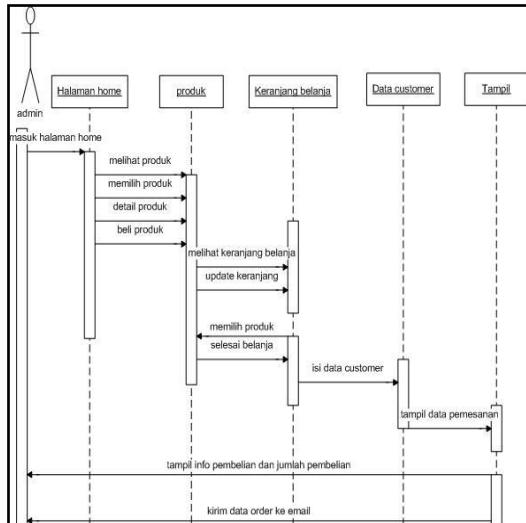 Halaman home
produk
Keranjang belanja
Data customer
Tampil
admin
masuk halaman home
melihat produk
memilih produk
detail produk
beli produk
melihat keranjang belanja
update keranjang
memilih produk
selesai belanja
isi data customer
tampil data pemesanan
tampil info pembelian dan jumlah pembelian
kirim data order ke email